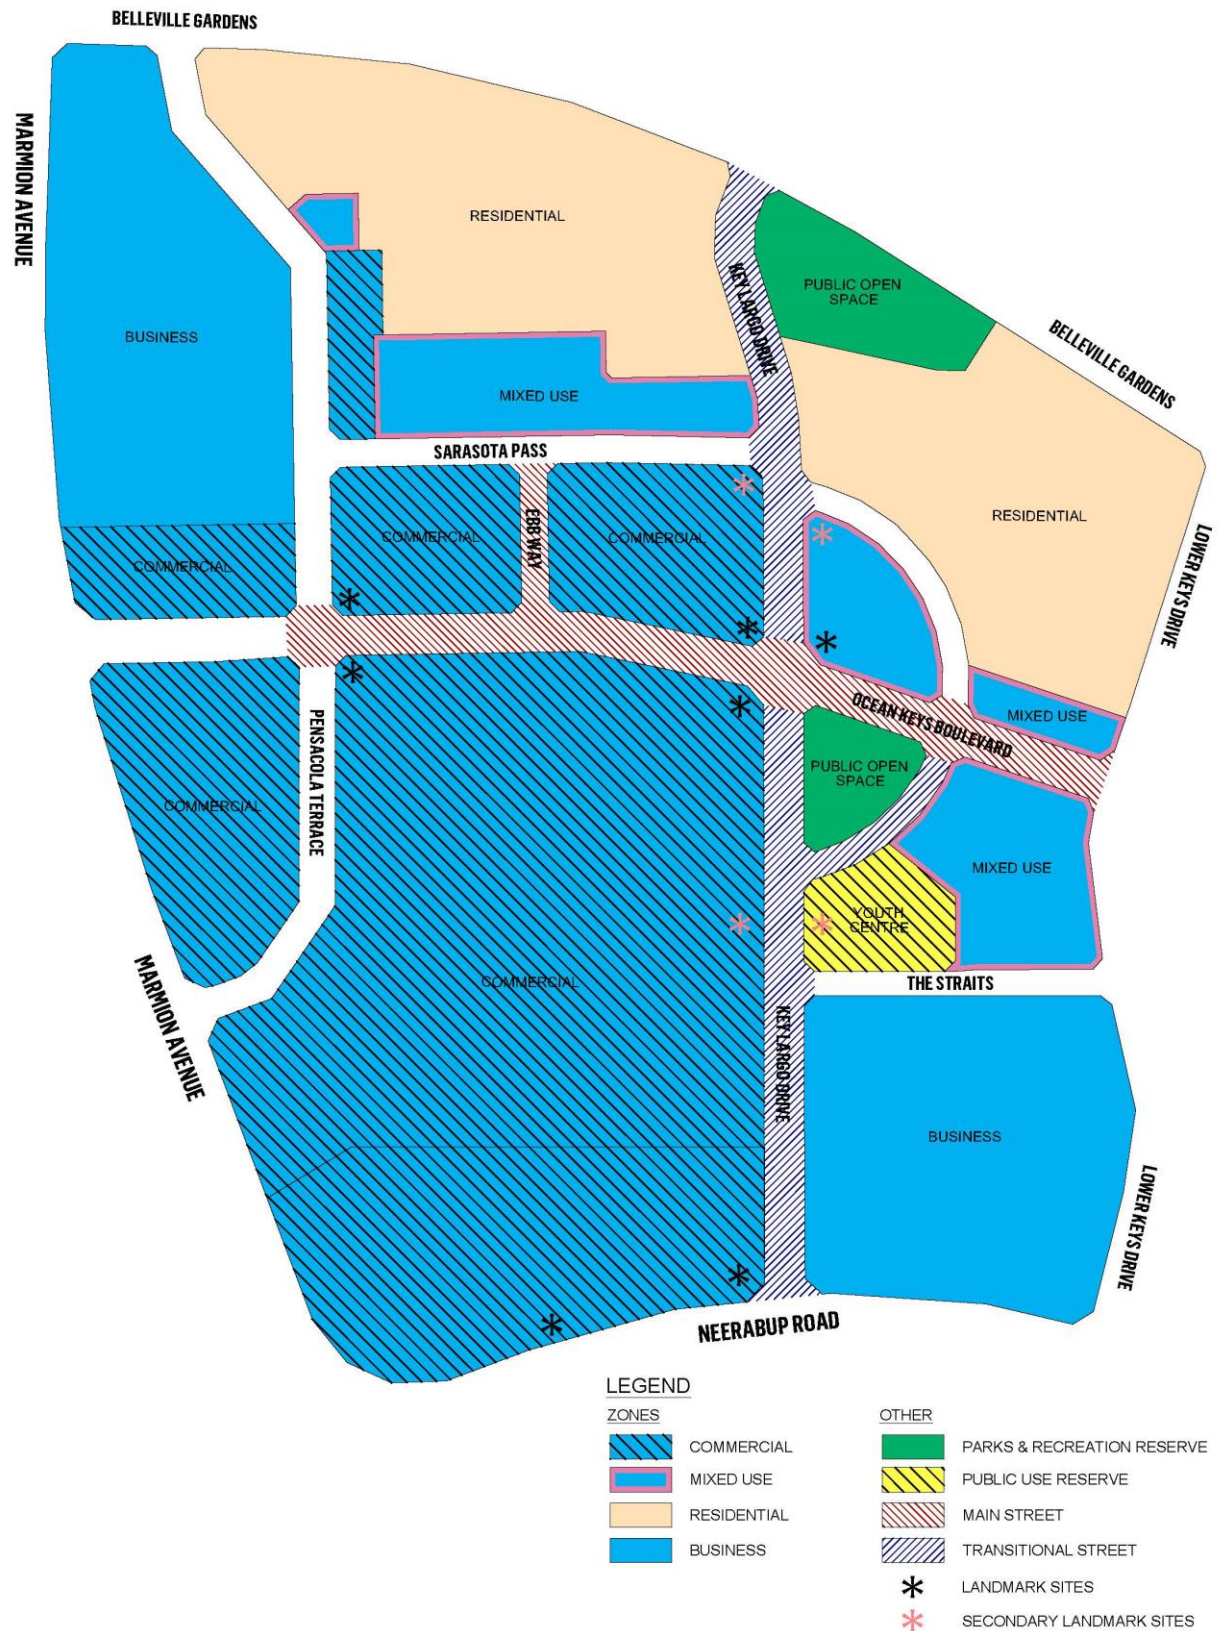 BELLEVILLE GARDENS
MARMION AVENUE
RESIDENTIAL
KEY LARGO DRIVE
PUBLIC OPEN
SPACE
BELLEVILLE GARDENS
BUSINESS
MIXED USE
SARASOTA PASS
COMMERCIAL
EBB WAY
COMMERCIAL
COMMERCIAL
RESIDENTIAL
LOWER KEYS DRIVE
OCEAN KEYS BOULEVARD
MIXED USE
PENSACOLA TERRACE
COMMERCIAL
PUBLIC OPEN
SPACE
MIXED USE
YOUTH
CENTRE
MARMION AVENUE
COMMERCIAL
THE STRAITS
KEY LARGO DRIVE
BUSINESS
LOWER KEYS DRIVE
NEERABUP ROAD
LEGEND
ZONES
COMMERCIAL
MIXED USE
RESIDENTIAL
BUSINESS
OTHER
PARKS & RECREATION RESERVE
PUBLIC USE RESERVE
MAIN STREET
TRANSITIONAL STREET
LANDMARK SITES
SECONDARY LANDMARK SITES